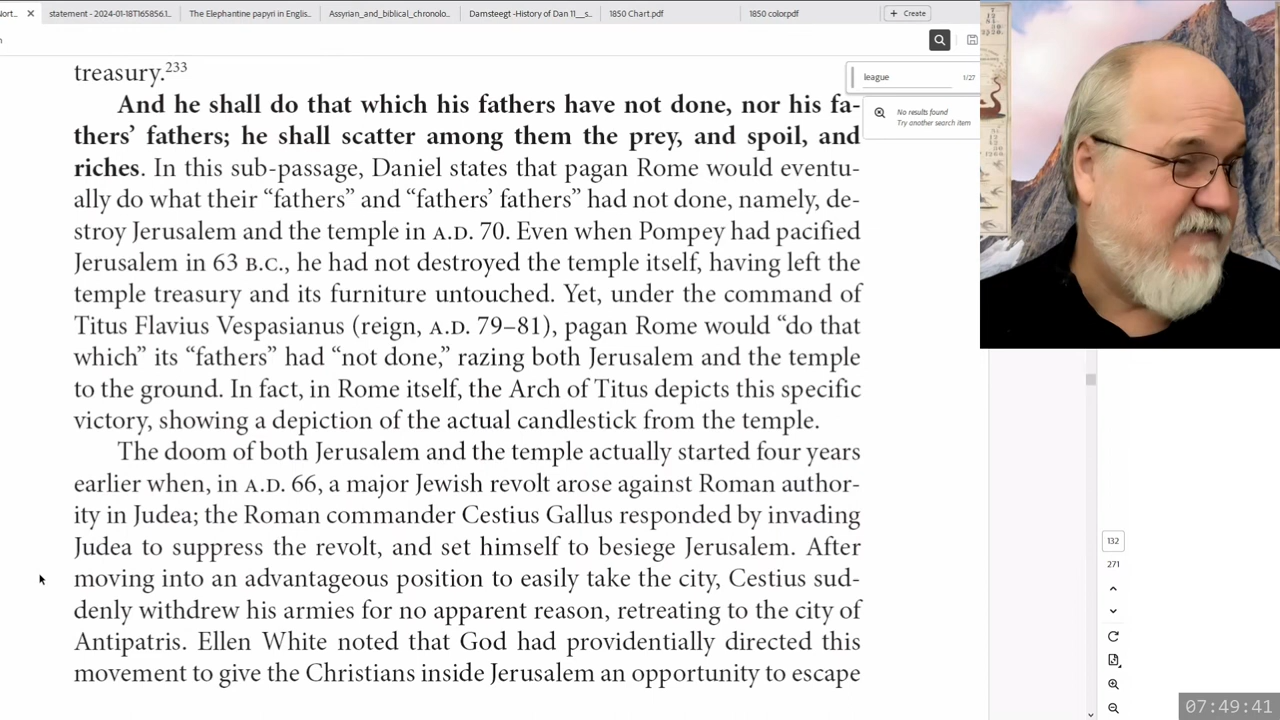 Nort... ✕ statement - 2024-01-18T165856.1... The Elephantine papyri in Englis... Assyrian_and_biblical_chronolo... Damsteegt -History of Dan 11__s... 1850 Chart.pdf 1850 color.pdf + Create
league 1/27
No results found
Try another search item
treasury.233
And he shall do that which his fathers have not done, nor his fa-
thers’ fathers; he shall scatter among them the prey, and spoil, and
riches. In this sub-passage, Daniel states that pagan Rome would eventu-
ally do what their “fathers” and “fathers’ fathers” had not done, namely, de-
stroy Jerusalem and the temple in A.D. 70. Even when Pompey had pacified
Jerusalem in 63 B.C., he had not destroyed the temple itself, having left the
temple treasury and its furniture untouched. Yet, under the command of
Titus Flavius Vespasianus (reign, A.D. 79–81), pagan Rome would “do that
which” its “fathers” had “not done,” razing both Jerusalem and the temple
to the ground. In fact, in Rome itself, the Arch of Titus depicts this specific
victory, showing a depiction of the actual candlestick from the temple.
The doom of both Jerusalem and the temple actually started four years
earlier when, in A.D. 66, a major Jewish revolt arose against Roman author-
ity in Judea; the Roman commander Cestius Gallus responded by invading
Judea to suppress the revolt, and set himself to besiege Jerusalem. After
moving into an advantageous position to easily take the city, Cestius sud-
denly withdrew his armies for no apparent reason, retreating to the city of
Antipatris. Ellen White noted that God had providentially directed this
movement to give the Christians inside Jerusalem an opportunity to escape
132
271
07:49:41